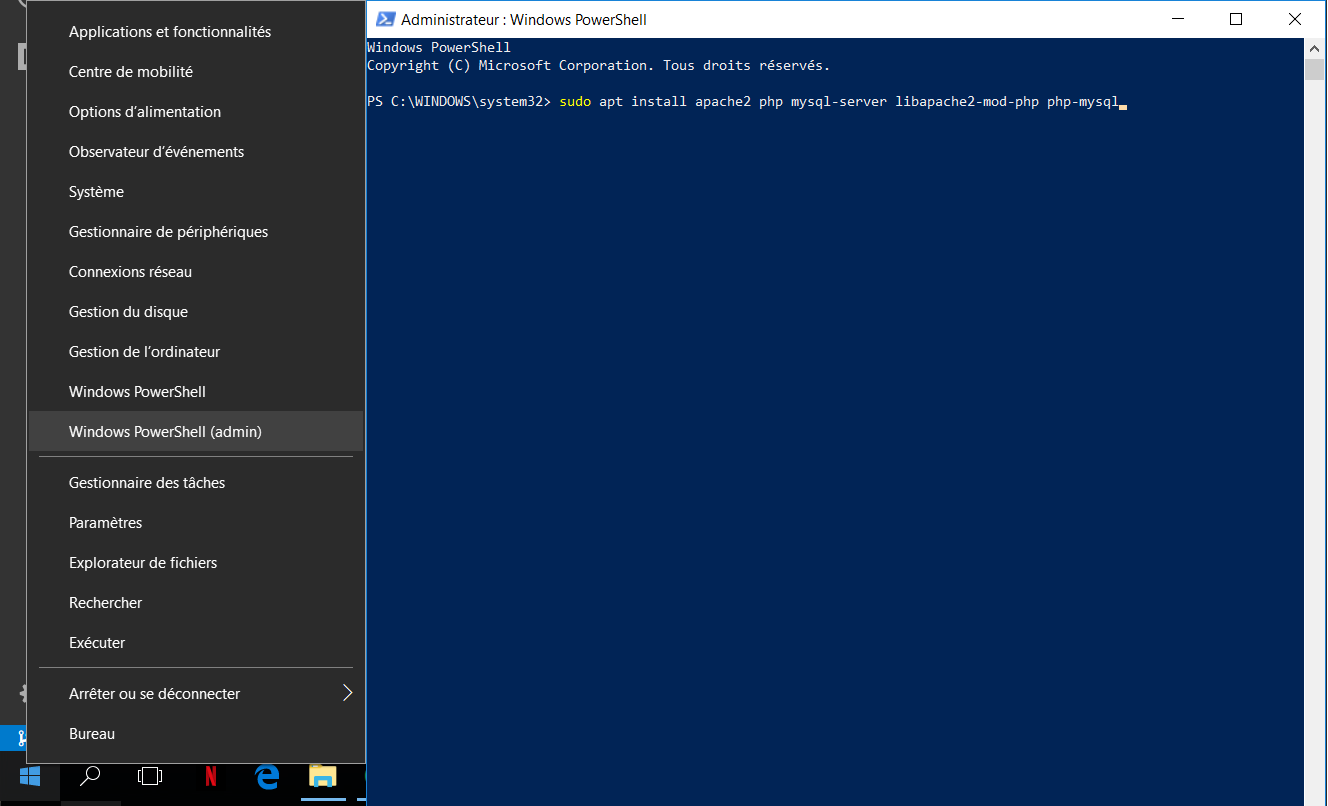 Applications et fonctionnalités
Centre de mobilité
Options d'alimentation
Observateur d'événements
Système
Gestionnaire de périphériques
Connexions réseau
Gestion du disque
Gestion de l'ordinateur
Windows PowerShell
Windows PowerShell (admin)
Gestionnaire des tâches
Paramètres
Explorateur de fichiers
Rechercher
Exécuter
Arrêter ou se déconnecter
Bureau
Administrateur : Windows PowerShell
Windows PowerShell
Copyright (C) Microsoft Corporation. Tous droits réservés.
PS C:\WINDOWS\system32> sudo apt install apache2 php mysql-server libapache2-mod-php php-mysql